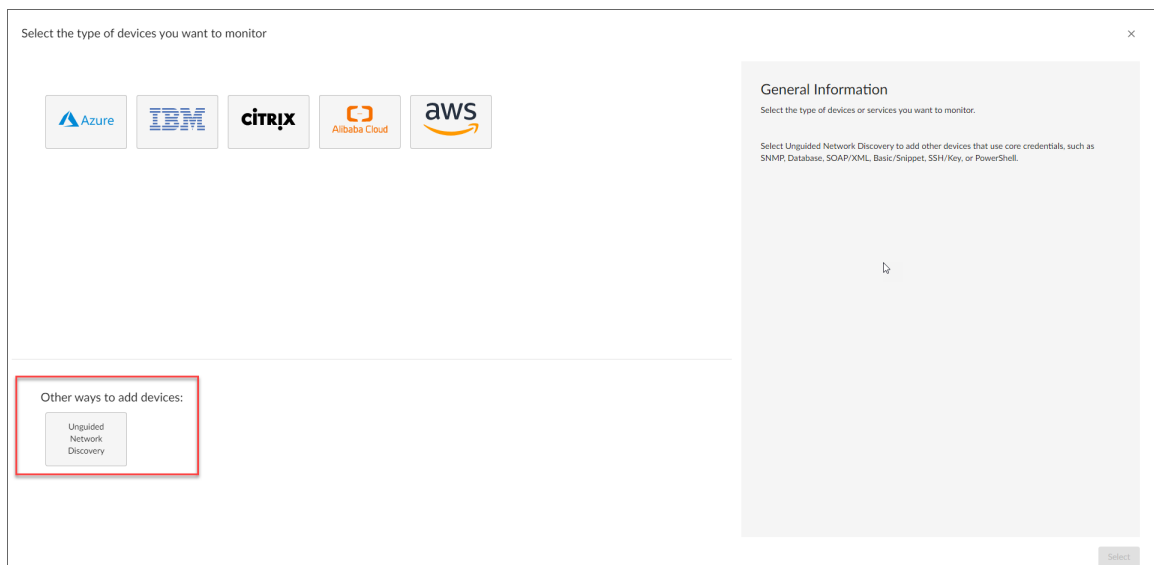 Select the type of devices you want to monitor
×
Azure
IBM
CITRIX
Alibaba Cloud
aws
General Information
Select the type of devices or services you want to monitor.
Select Unguided Network Discovery to add other devices that use core credentials, such as
SNMP, Database, SOAP/XML, Basic/Snippet, SSH/Key, or PowerShell.
Other ways to add devices:
Unguided
Network
Discovery
Select